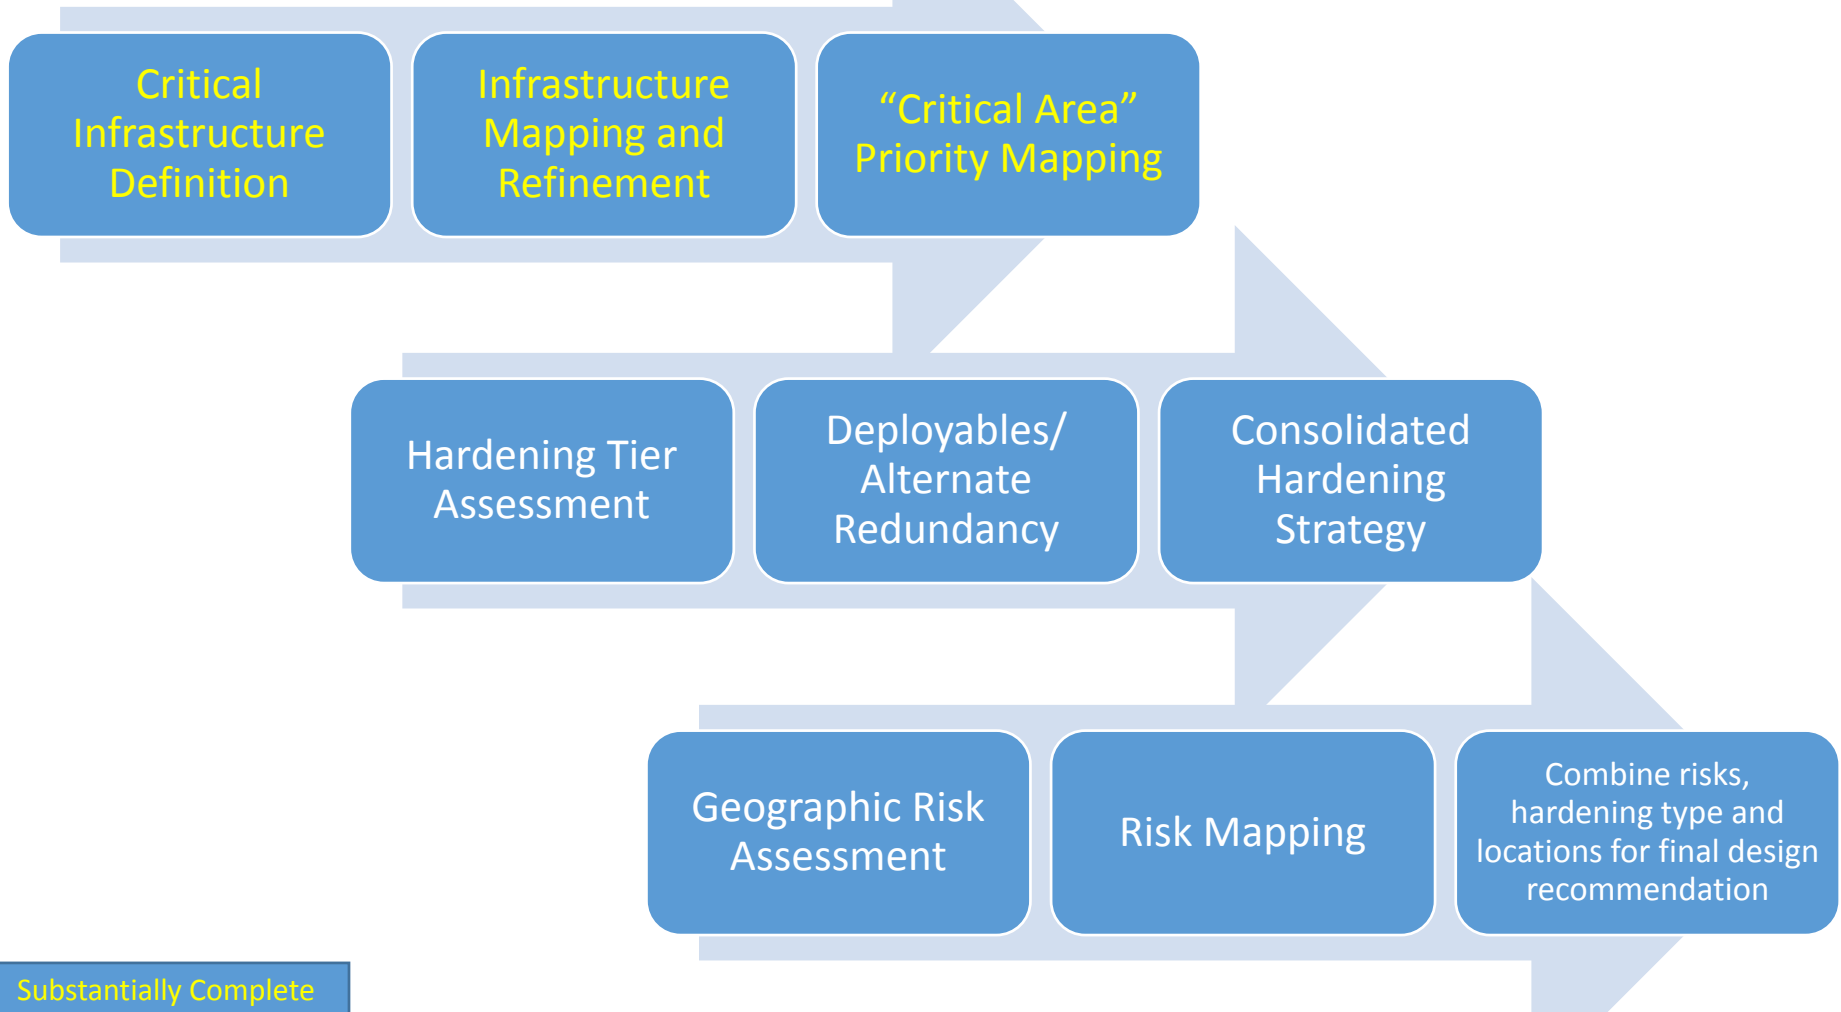 Critical
Infrastructure
Definition
Infrastructure
Mapping and
Refinement
“Critical Area”
Priority Mapping
Hardening Tier
Assessment
Deployables/
Alternate
Redundancy
Consolidated
Hardening
Strategy
Geographic Risk
Assessment
Risk Mapping
Combine risks,
hardening type and
locations for final design
recommendation
Substantially Complete